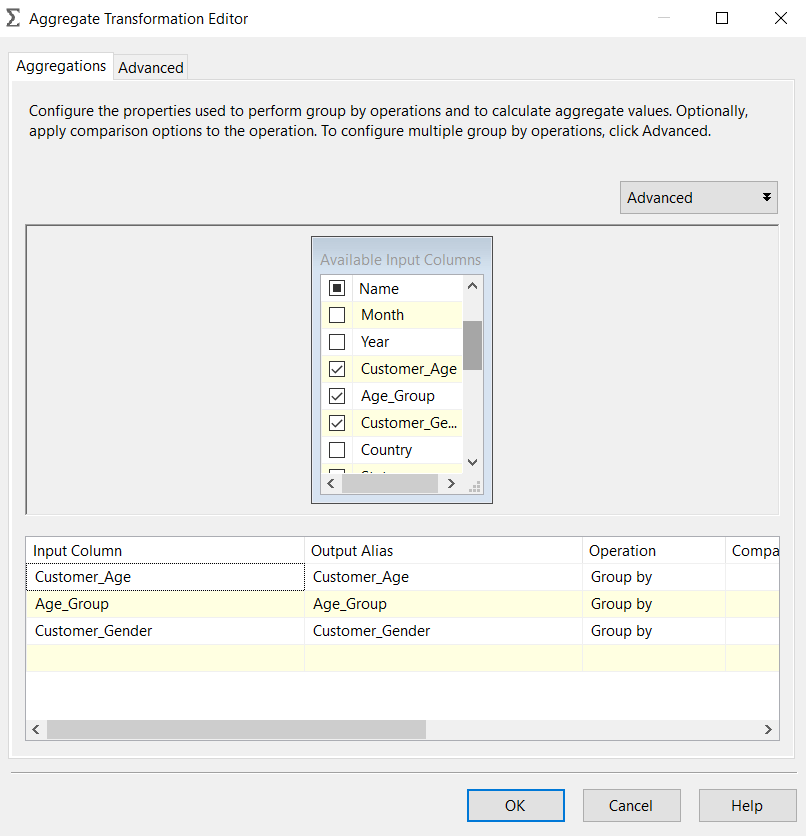 Aggregate Transformation Editor
Aggregations
Advanced
Configure the properties used to perform group by operations and to calculate aggregate values. Optionally,
apply comparison options to the operation. To configure multiple group by operations, click Advanced.
Advanced
Available Input Columns
Name
Month
Year
Customer_Age
Age_Group
Customer_Ge...
Country
Input Column Output Alias Operation Compa
Customer_Age Customer_Age Group by
Age_Group Age_Group Group by
Customer_Gender Customer_Gender Group by
OK Cancel Help